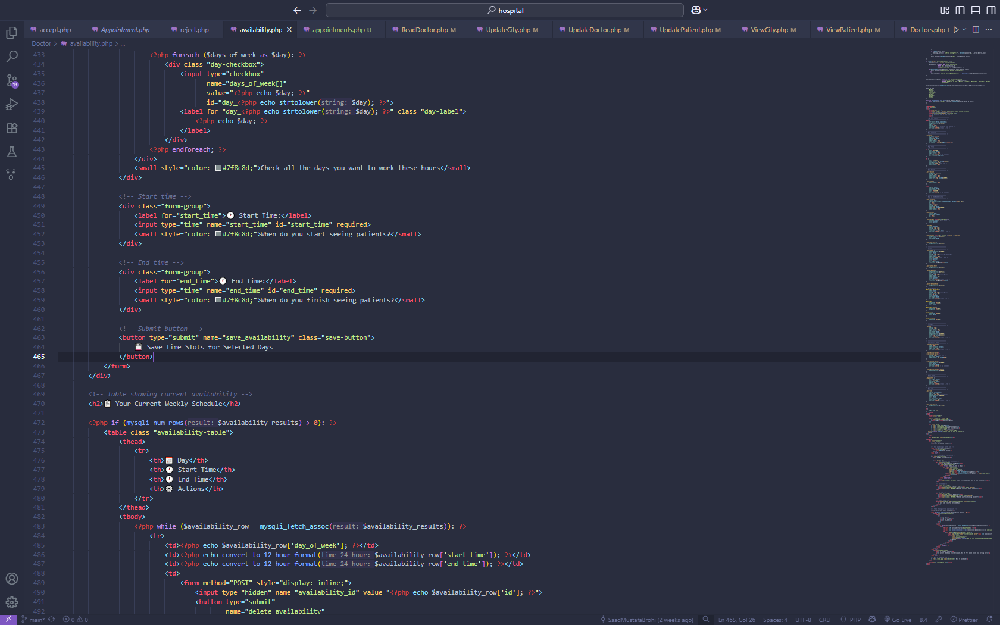 hospital
accept.php
Appointment.php
reject.php
availability.php
appointments.php U
ReadDoctor.php M
UpdateCity.php M
UpdateDoctor.php M
UpdatePatient.php M
ViewCity.php M
ViewPatient.php M
Doctors.php
Doctor > availability.php > ...
433 <?php foreach ($days_of_week as $day): ?>
434 <div class="day-checkbox">
435 <input type="checkbox"
436 name="days_of_week[]"
437 value="<?php echo $day; ?>"
438 id="day_<?php echo strtolower(string: $day); ?>">
439 <label for="day_<?php echo strtolower(string: $day); ?>" class="day-label">
440 <?php echo $day; ?>
441 </label>
442 </div>
443 <?php endforeach; ?>
444 </div>
445 <small style="color: #7f8c8d;">Check all the days you want to work these hours</small>
446 </div>
447
448 <!-- Start time -->
449 <div class="form-group">
450 <label for="start_time">🕐 Start Time:</label>
451 <input type="time" name="start_time" id="start_time" required>
452 <small style="color: #7f8c8d;">When do you start seeing patients?</small>
453 </div>
454
455 <!-- End time -->
456 <div class="form-group">
457 <label for="end_time">🕐 End Time:</label>
458 <input type="time" name="end_time" id="end_time" required>
459 <small style="color: #7f8c8d;">When do you finish seeing patients?</small>
460 </div>
461
462 <!-- Submit button -->
463 <button type="submit" name="save_availability" class="save-button">
464 💾 Save Time Slots for Selected Days
465 </button>
466 </form>
467 </div>
468
469 <!-- Table showing current availability -->
470 <h2>📋 Your Current Weekly Schedule</h2>
471
472 <?php if (mysqli_num_rows(result: $availability_results) > 0): ?>
473 <table class="availability-table">
474 <thead>
475 <tr>
476 <th>📅 Day</th>
477 <th>🕐 Start Time</th>
478 <th>🕐 End Time</th>
479 <th>⚙️ Actions</th>
480 </tr>
481 </thead>
482 <tbody>
483 <?php while ($availability_row = mysqli_fetch_assoc(result: $availability_results)): ?>
484 <tr>
485 <td><?php echo $availability_row['day_of_week']; ?></td>
486 <td><?php echo convert_to_12_hour_format(time_24_hour: $availability_row['start_time']); ?></td>
487 <td><?php echo convert_to_12_hour_format(time_24_hour: $availability_row['end_time']); ?></td>
488 <td>
489 <form method="POST" style="display: inline;">
490 <input type="hidden" name="availability_id" value="<?php echo $availability_row['id']; ?>">
491 <button type="submit"
492 name="delete_availability"
13
main* 0 0 SaadMustafaBrohi (2 weeks ago) Ln 465, Col 26 Spaces: 4 UTF-8 CRLF {} PHP Go Live 8.4 Prettier